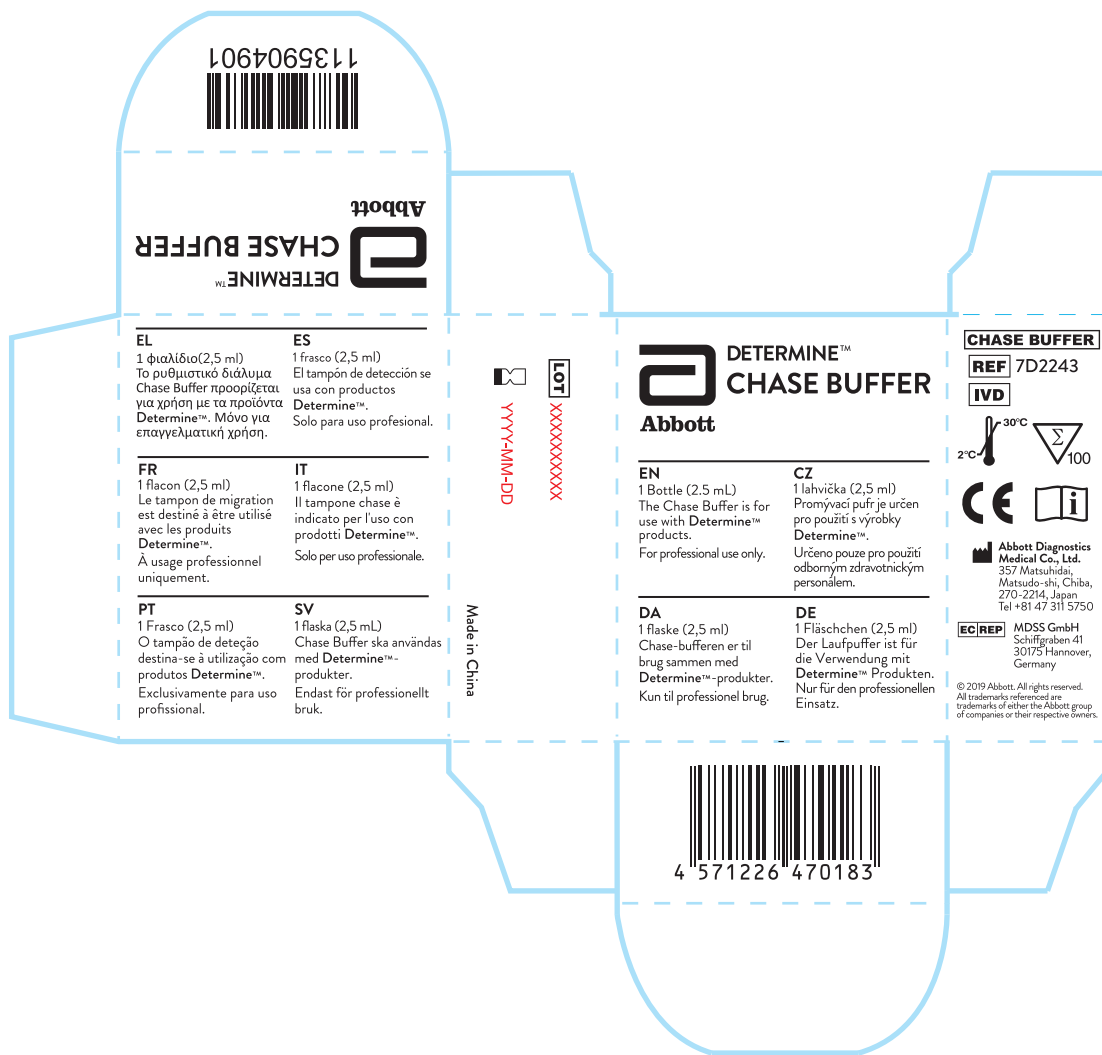 1135904901
DETERMINE™
CHASE BUFFER
Abbott
EL
1 φιαλίδιο(2,5 ml)
Το ρυθμιστικό διάλυμα
Chase Buffer προορίζεται
για χρήση με τα προϊόντα
Determine™. Μόνο για
επαγγελματική χρήση.
ES
1 frasco (2,5 ml)
El tampón de detección se
usa con productos
Determine™.
Solo para uso profesional.
FR
1 flacon (2,5 ml)
Le tampon de migration
est destiné à être utilisé
avec les produits
Determine™.
À usage professionnel
uniquement.
IT
1 flacone (2,5 ml)
Il tampone chase è
indicato per l'uso con
prodotti Determine™.
Solo per uso professionale.
PT
1 Frasco (2,5 ml)
O tampão de deteção
destina-se à utilização com
produtos Determine™.
Exclusivamente para uso
profissional.
SV
1 flaska (2,5 mL)
Chase Buffer ska användas
med Determine™-
produkter.
Endast för professionellt
bruk.
LOT XXXXXXXXXX
YYYY-MM-DD
Made in China
DETERMINE™
CHASE BUFFER
Abbott
EN
1 Bottle (2.5 mL)
The Chase Buffer is for
use with Determine™
products.
For professional use only.
CZ
1 lahvička (2,5 ml)
Promývací pufr je určen
pro použití s výrobky
Determine™.
Určeno pouze pro použití
odborným zdravotnickým
personálem.
DA
1 flaske (2,5 ml)
Chase-bufferen er til
brug sammen med
Determine™-produkter.
Kun til professionel brug.
DE
1 Fläschchen (2,5 ml)
Der Laufpuffer ist für
die Verwendung mit
Determine™ Produkten.
Nur für den professionellen
Einsatz.
4 571226 470183
CHASE BUFFER
REF 7D2243
IVD
30°C
2°C
Σ
100
CE
i
Abbott Diagnostics
Medical Co., Ltd.
357 Matsuhidai,
Matsudo-shi, Chiba,
270-2214, Japan
Tel +81 47 311 5750
EC REP
MDSS GmbH
Schiffgraben 41
30175 Hannover,
Germany
© 2019 Abbott. All rights reserved.
All trademarks referenced are
trademarks of either the Abbott group
of companies or their respective owners.